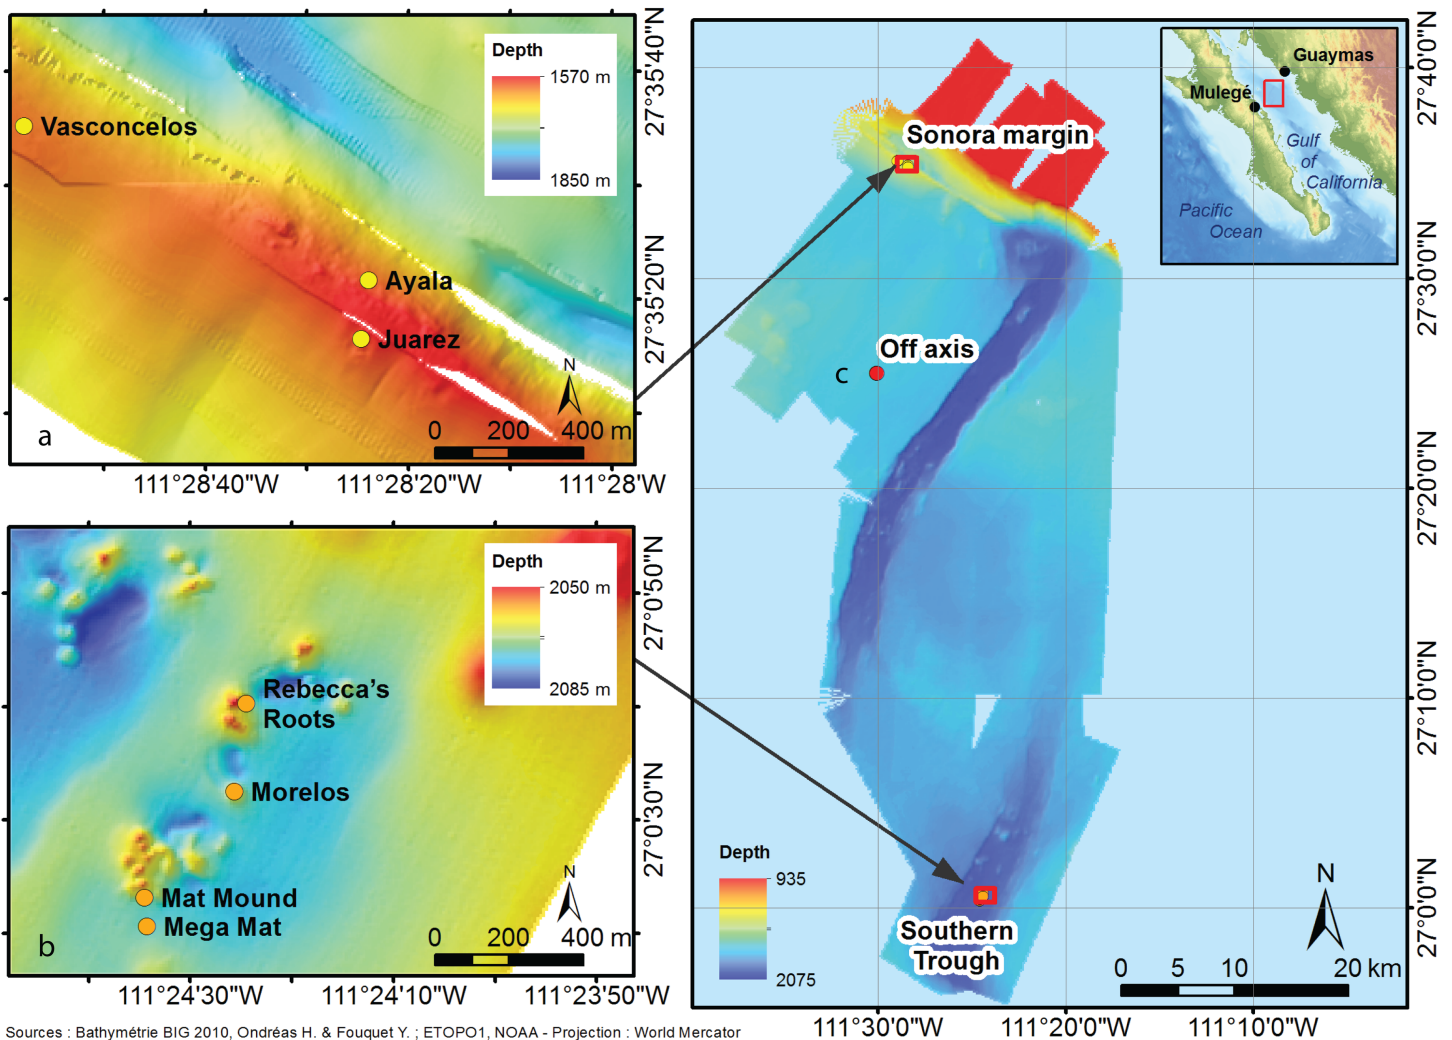 Depth
1570 m
1850 m
Vasconcelos
Ayala
Juarez
N
0 200 400 m
a
111°28'40"W 111°28'20"W 111°28'W
27°35'40"N
27°35'20"N
Depth
2050 m
2085 m
Rebecca's
Roots
Morelos
Mat Mound
Mega Mat
N
0 200 400 m
b
111°24'30"W 111°24'10"W 111°23'50"W
27°0'50"N
27°0'30"N
Sonora margin
Off axis
c
Southern
Trough
Guaymas
Mulegé
Gulf
of
California
Pacific
Ocean
Depth
935
2075
N
0 5 10 20 km
111°30'0"W 111°20'0"W 111°10'0"W
27°40'0"N
27°30'0"N
27°20'0"N
27°10'0"N
27°0'0"N
Sources : Bathymétrie BIG 2010, Ondréas H. & Fouquet Y. ; ETOPO1, NOAA - Projection : World Mercator